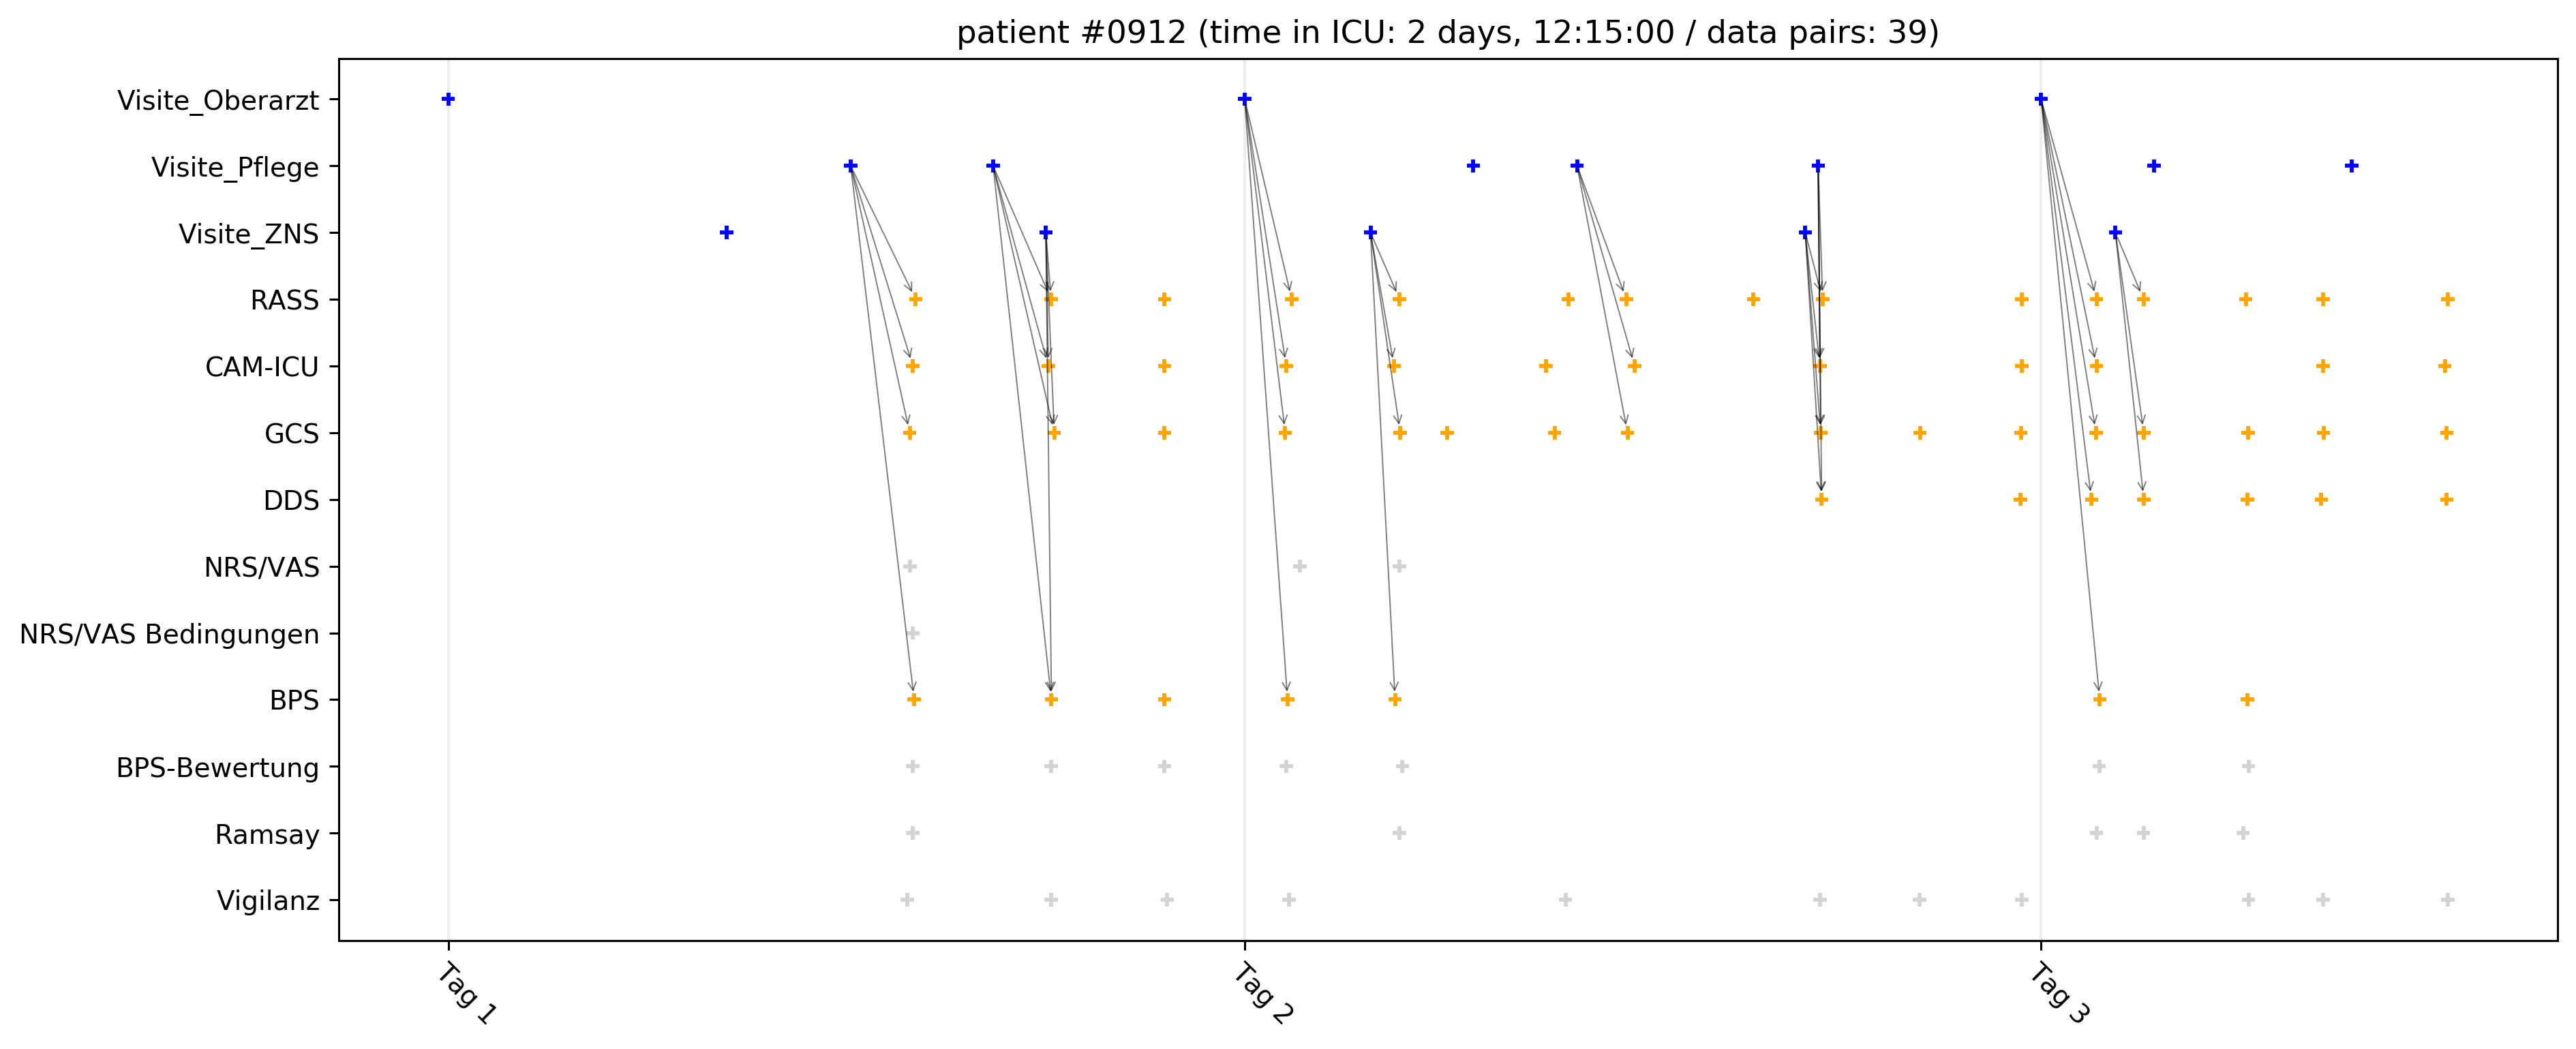 patient #0912 (time in ICU: 2 days, 12:15:00 / data pairs: 39)
Visite_Oberarzt
Visite_Pflege
Visite_ZNS
RASS
CAM-ICU
GCS
DDS
NRS/VAS
NRS/VAS Bedingungen
BPS
BPS-Bewertung
Ramsay
Vigilanz
Tag 1
Tag 2
Tag 3